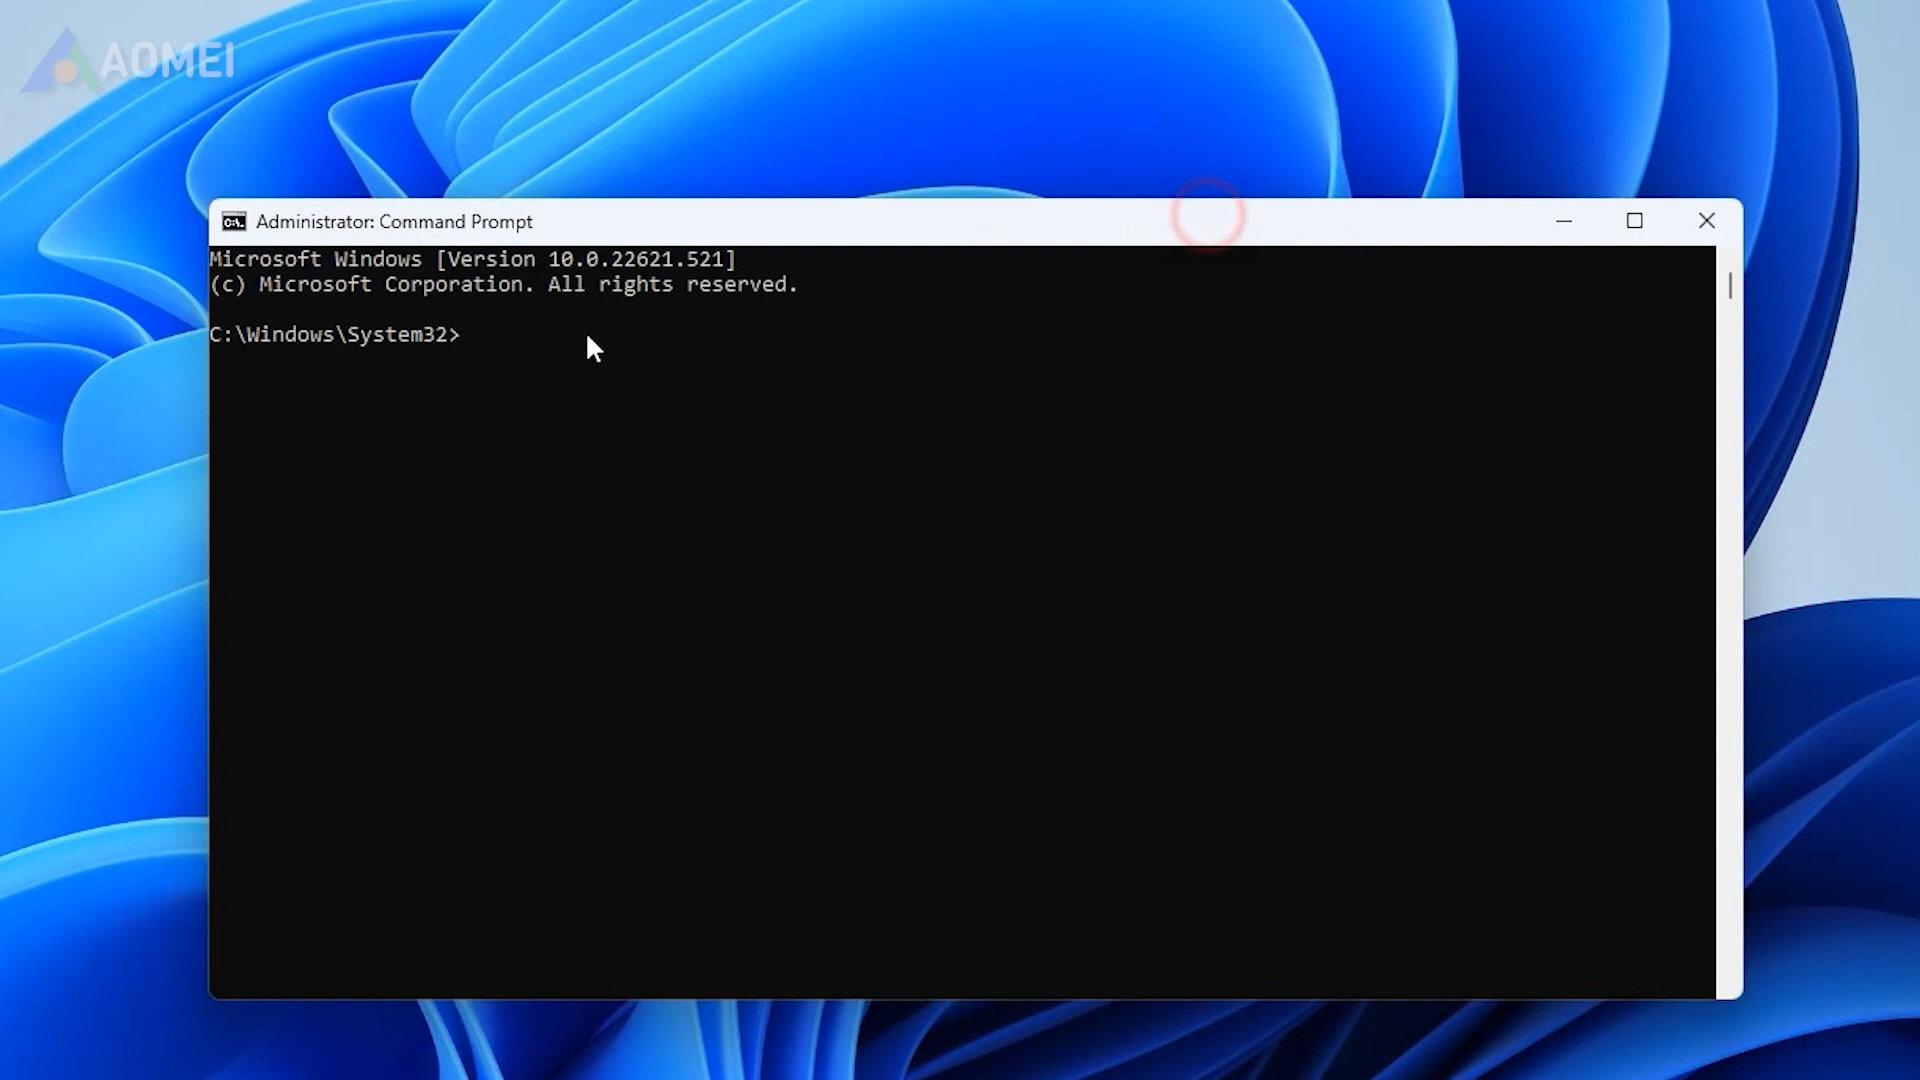 AOMEI
Administrator: Command Prompt
Microsoft Windows [Version 10.0.22621.521]
(c) Microsoft Corporation. All rights reserved.
C:\Windows\System32>